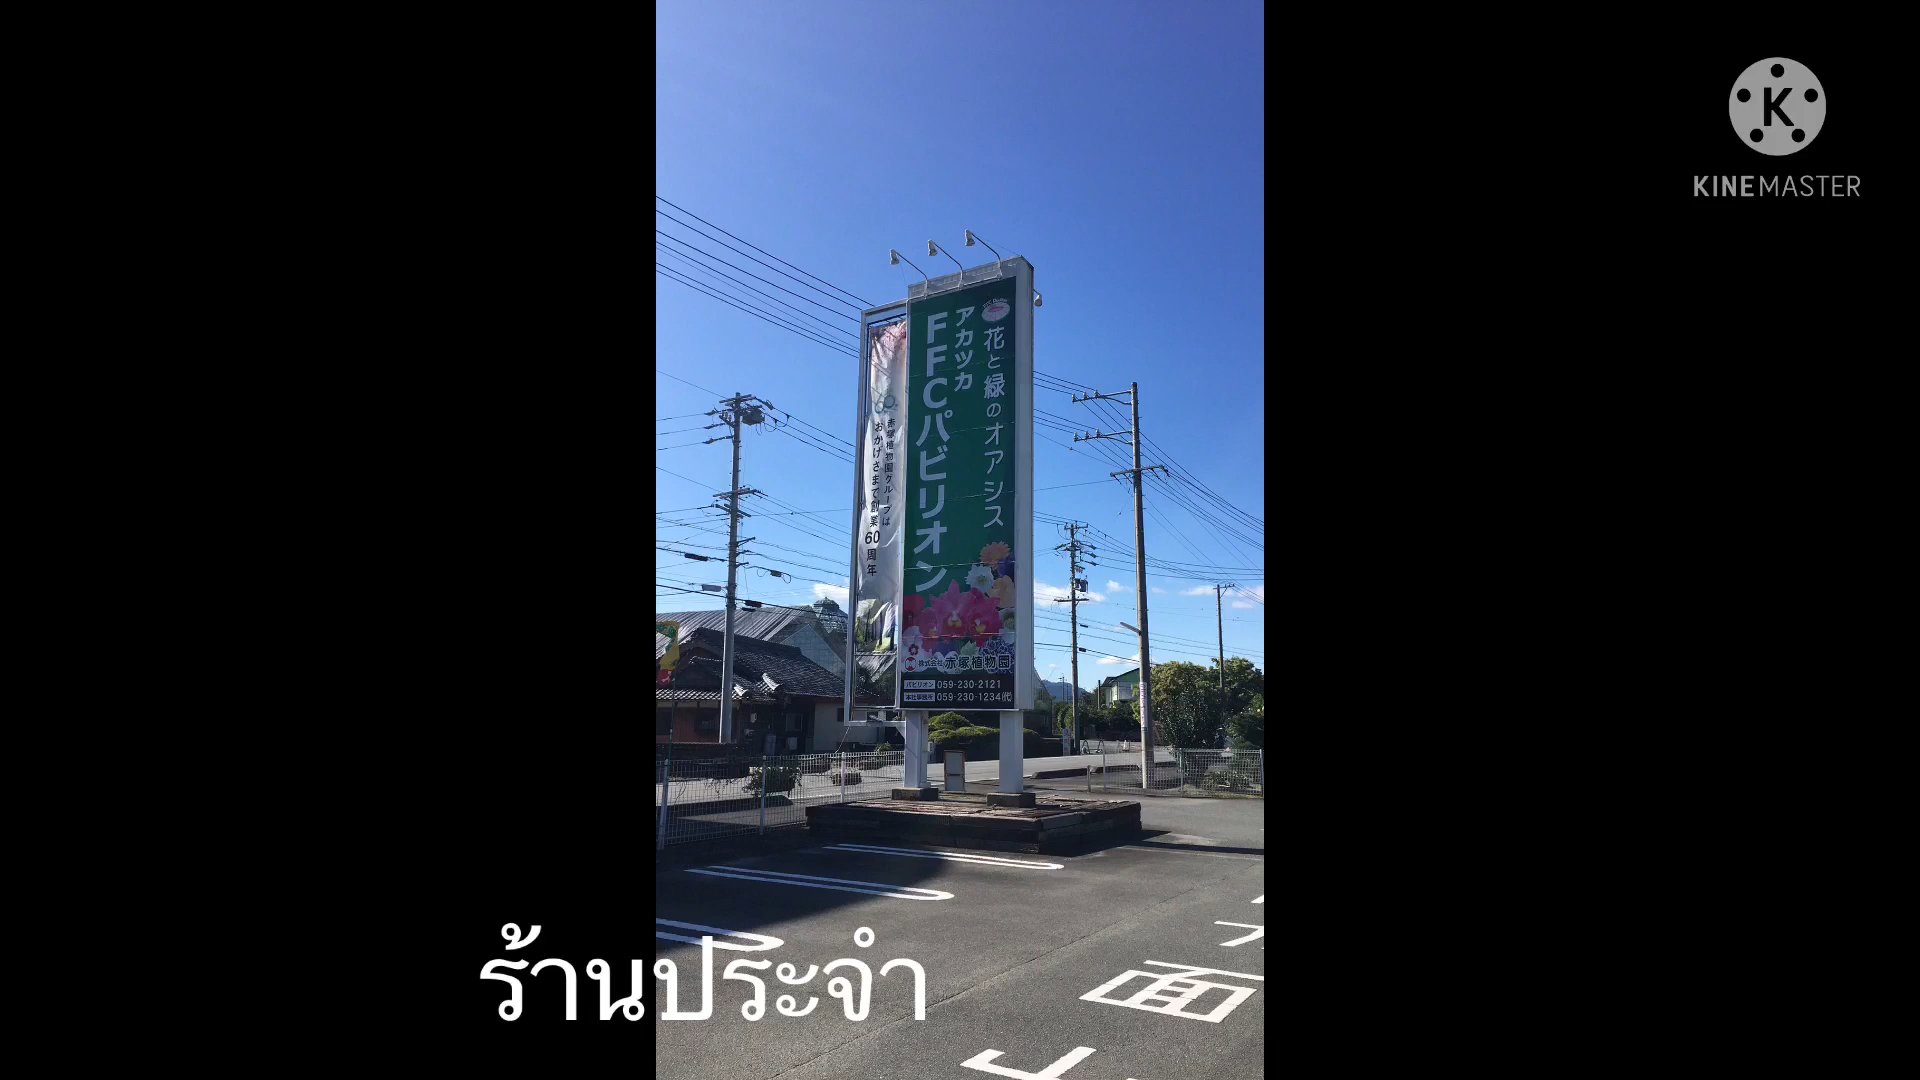 K
KINEMASTER
花と緑のオアシス
アカツカ
FFCパビリオン
赤塚植物園グループは
おかげさまで創業60周年
株式会社 赤塚植物園
パビリオン 059-230-2121
本社事務所 059-230-1234(代)
ร้านประจำ
面